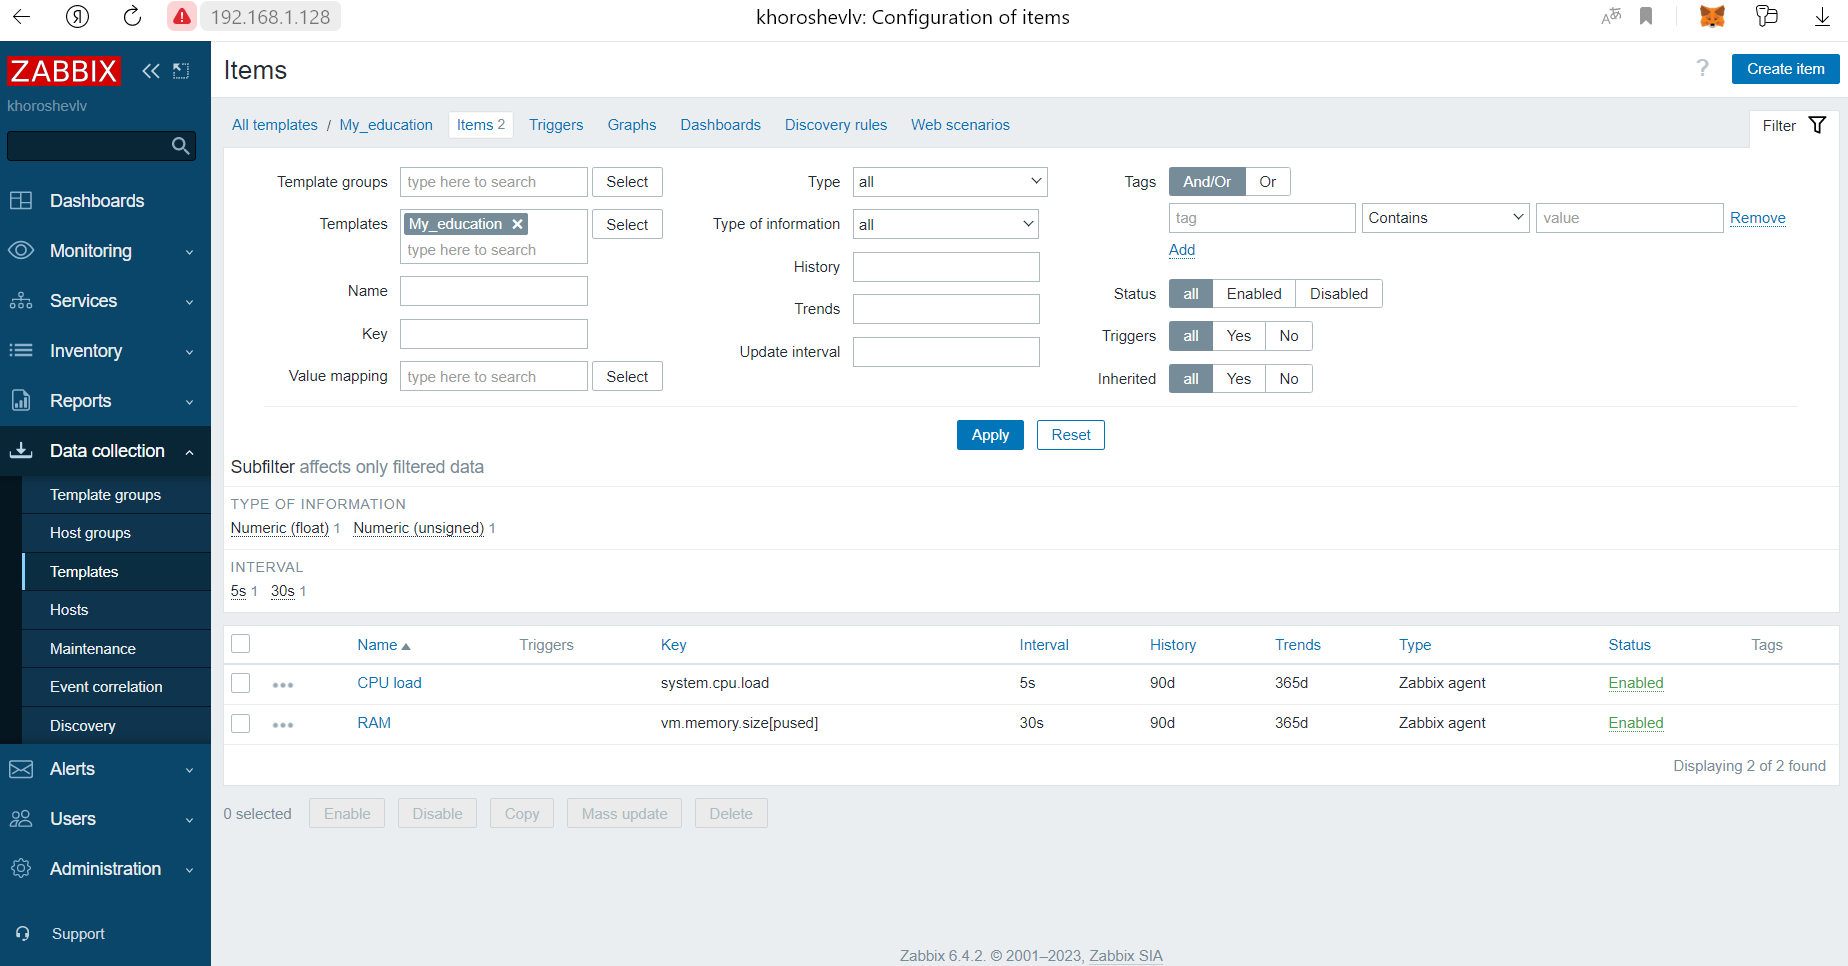 192.168.1.128 khoroshevlv: Configuration of items
ZABBIX
khoroshevlv
Dashboards
Monitoring
Services
Inventory
Reports
Data collection
Template groups
Host groups
Templates
Hosts
Maintenance
Event correlation
Discovery
Alerts
Users
Administration
Support
Items ? Create item
All templates / My_education Items 2 Triggers Graphs Dashboards Discovery rules Web scenarios Filter
Template groups type here to search Select
Templates My_education Select
type here to search
Name
Key
Value mapping type here to search Select
Type all
Type of information all
History
Trends
Update interval
Tags And/Or Or
tag Contains value Remove
Add
Status all Enabled Disabled
Triggers all Yes No
Inherited all Yes No
Apply Reset
Subfilter affects only filtered data
TYPE OF INFORMATION
Numeric (float) 1 Numeric (unsigned) 1
INTERVAL
5s 1 30s 1
Name Triggers Key Interval History Trends Type Status Tags
CPU load system.cpu.load 5s 90d 365d Zabbix agent Enabled
RAM vm.memory.size[pused] 30s 90d 365d Zabbix agent Enabled
Displaying 2 of 2 found
0 selected Enable Disable Copy Mass update Delete
Zabbix 6.4.2. © 2001–2023, Zabbix SIA